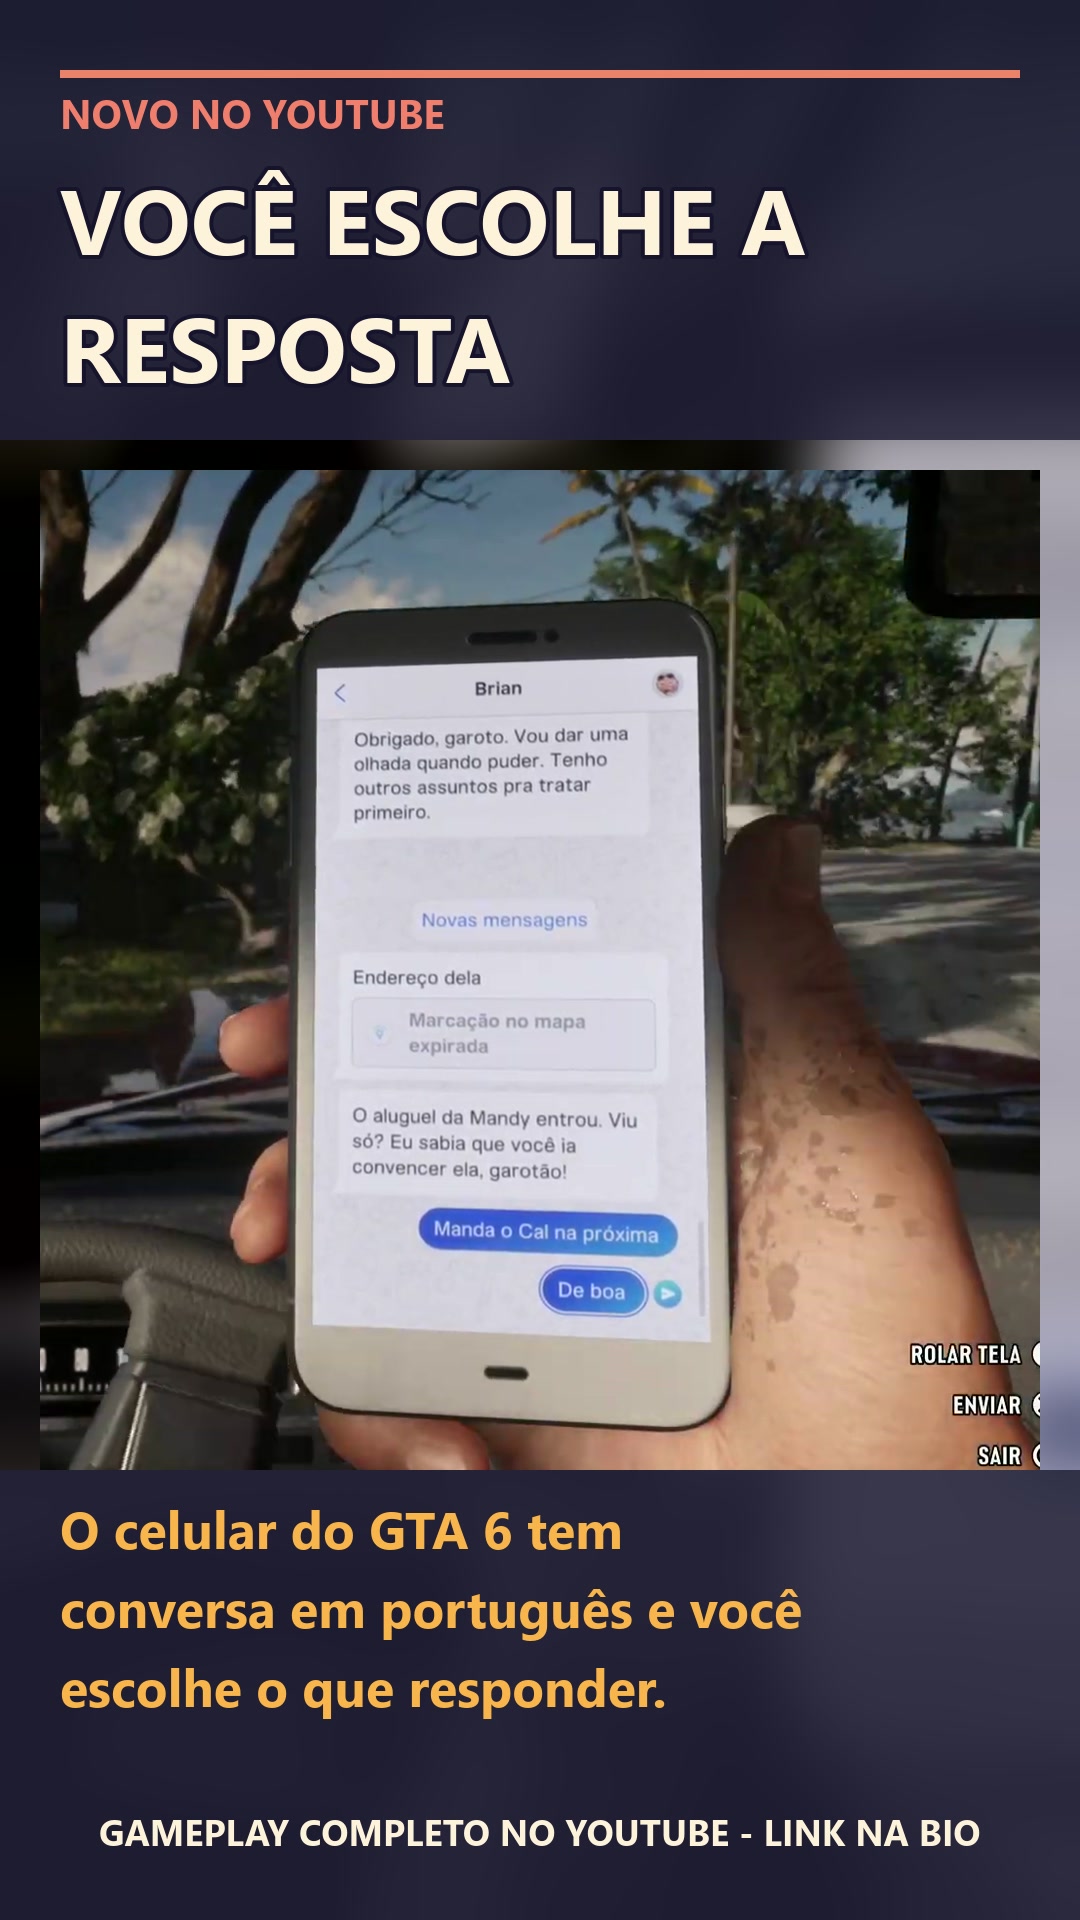 NOVO NO YOUTUBE
VOCÊ ESCOLHE A
RESPOSTA
Brian
Obrigado, garoto. Vou dar uma
olhada quando puder. Tenho
outros assuntos pra tratar
primeiro.
Novas mensagens
Endereço dela
Marcação no mapa
expirada
O aluguel da Mandy entrou. Viu
só? Eu sabia que você ia
convencer ela, garotão!
Manda o Cal na próxima
De boa
ROLAR TELA
ENVIAR
SAIR
O celular do GTA 6 tem
conversa em português e você
escolhe o que responder.
GAMEPLAY COMPLETO NO YOUTUBE - LINK NA BIO